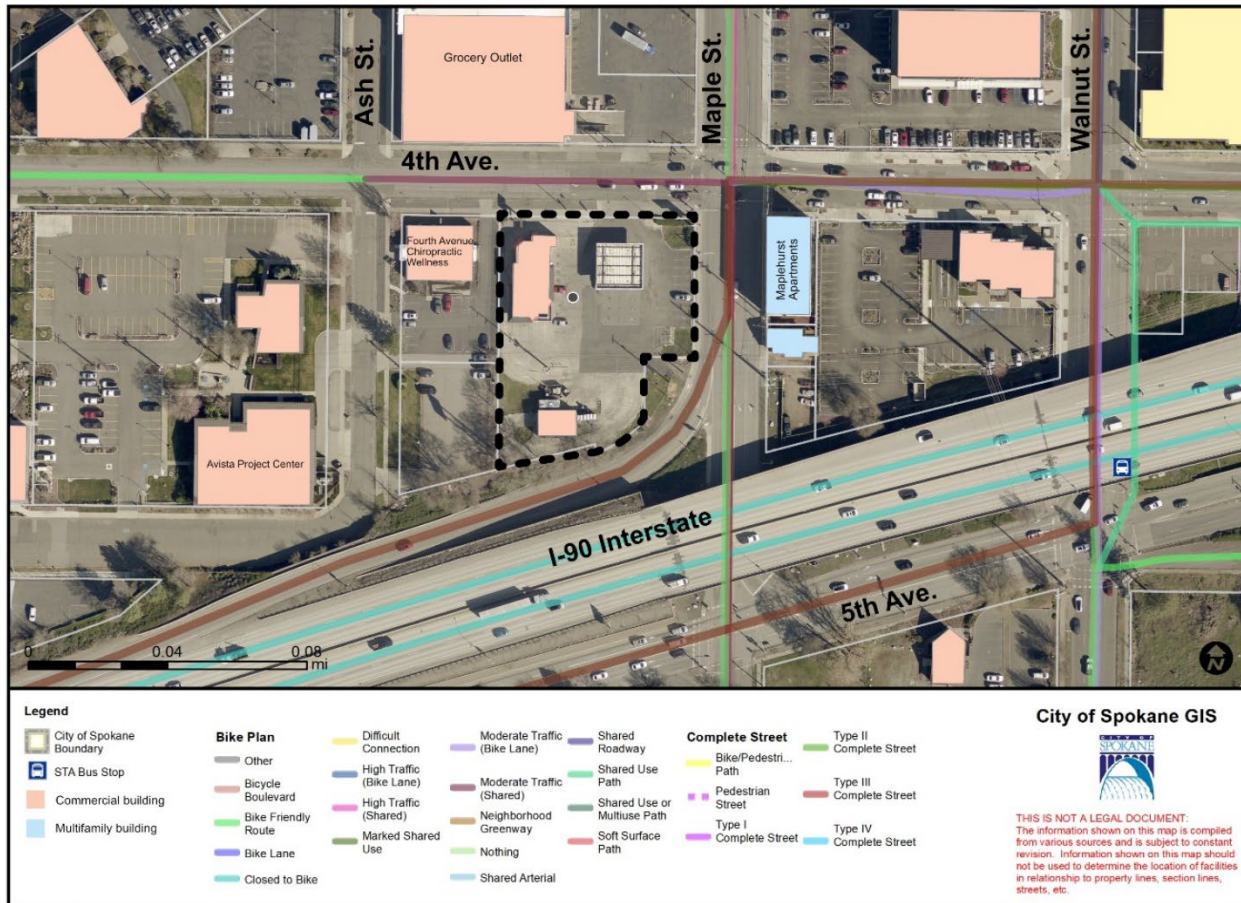 Ash St.
Maple St.
Walnut St.
Grocery Outlet
4th Ave.
Fourth Avenue
Chiropractic
Wellness
Maplehurst
Apartments
Avista Project Center
I-90 Interstate
5th Ave.
0 0.04 0.08
mi
N
Legend
City of Spokane
Boundary
STA Bus Stop
Commercial building
Multifamily building
Bike Plan
Other
Bicycle
Boulevard
Bike Friendly
Route
Bike Lane
Closed to Bike
Difficult
Connection
High Traffic
(Bike Lane)
High Traffic
(Shared)
Marked Shared
Use
Moderate Traffic
(Bike Lane)
Moderate Traffic
(Shared)
Neighborhood
Greenway
Nothing
Shared Arterial
Shared
Roadway
Shared Use
Path
Shared Use or
Multiuse Path
Soft Surface
Path
Complete Street
Bike/Pedestri...
Path
Pedestrian
Street
Type I
Complete Street
Type II
Complete Street
Type III
Complete Street
Type IV
Complete Street
City of Spokane GIS
CITY OF
SPOKANE
THIS IS NOT A LEGAL DOCUMENT:
The information shown on this map is compiled
from various sources and is subject to constant
revision. Information shown on this map should
not be used to determine the location of facilities
in relationship to property lines, section lines,
streets, etc.